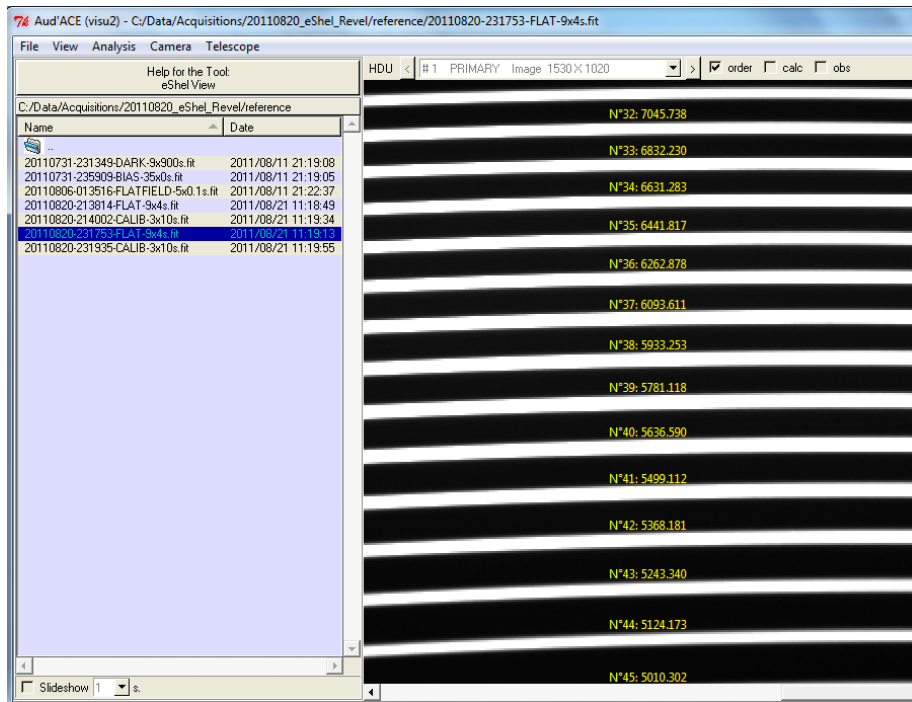 Aud'ACE (visu2) - C:/Data/Acquisitions/20110820_eShel_Revel/reference/20110820-231753-FLAT-9x4s.fit
File View Analysis Camera Telescope
Help for the Tool:
eShel View
HDU < #1 PRIMARY Image 1530X1020 > order calc obs
C:/Data/Acquisitions/20110820_eShel_Revel/reference
Name Date
..
20110731-231349-DARK-9x900s.fit 2011/08/11 21:19:08
20110731-235909-BIAS-35x0s.fit 2011/08/11 21:19:05
20110806-013516-FLATFIELD-5x0.1s.fit 2011/08/11 21:22:37
20110820-213814-FLAT-9x4s.fit 2011/08/21 11:18:49
20110820-214002-CALIB-3x10s.fit 2011/08/21 11:19:34
20110820-231753-FLAT-9x4s.fit 2011/08/21 11:19:13
20110820-231935-CALIB-3x10s.fit 2011/08/21 11:19:55
N°32: 7045.738
N°33: 6832.230
N°34: 6631.283
N°35: 6441.817
N°36: 6262.878
N°37: 6093.611
N°38: 5933.253
N°39: 5781.118
N°40: 5636.590
N°41: 5499.112
N°42: 5368.181
N°43: 5243.340
N°44: 5124.173
N°45: 5010.302
Slideshow 1 s.